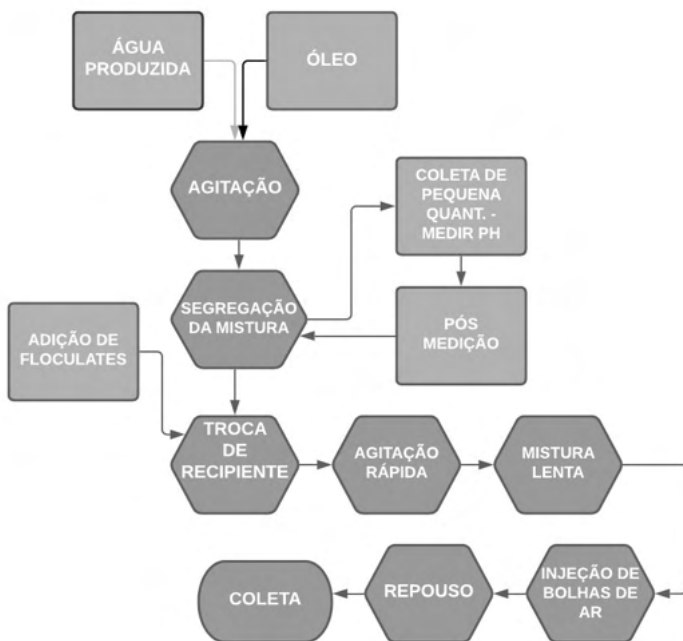 ÁGUA
PRODUZIDA
ÓLEO
AGITAÇÃO
COLETA DE
PEQUENA
QUANT. -
MEDIR PH
SEGREGAÇÃO
DA MISTURA
PÓS
MEDIÇÃO
ADIÇÃO DE
FLOCULATES
TROCA
DE
RECIPIENTE
AGITAÇÃO
RÁPIDA
MISTURA
LENTA
INJEÇÃO DE
BOLHAS DE
AR
REPOUSO
COLETA